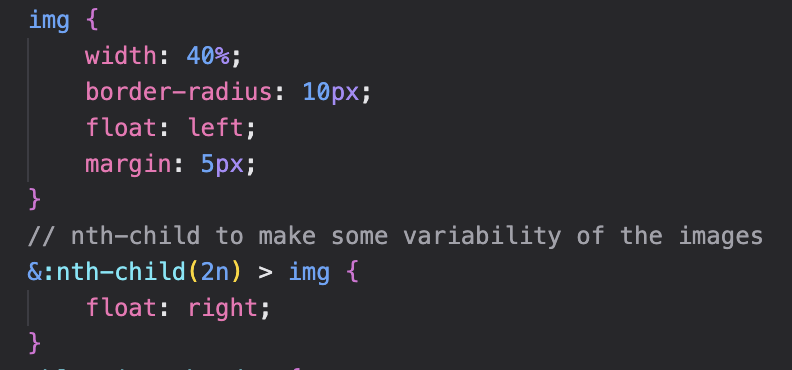 img {
width: 40%;
border-radius: 10px;
float: left;
margin: 5px;
}
// nth-child to make some variability of the images
&:nth-child(2n) > img {
float: right;
}